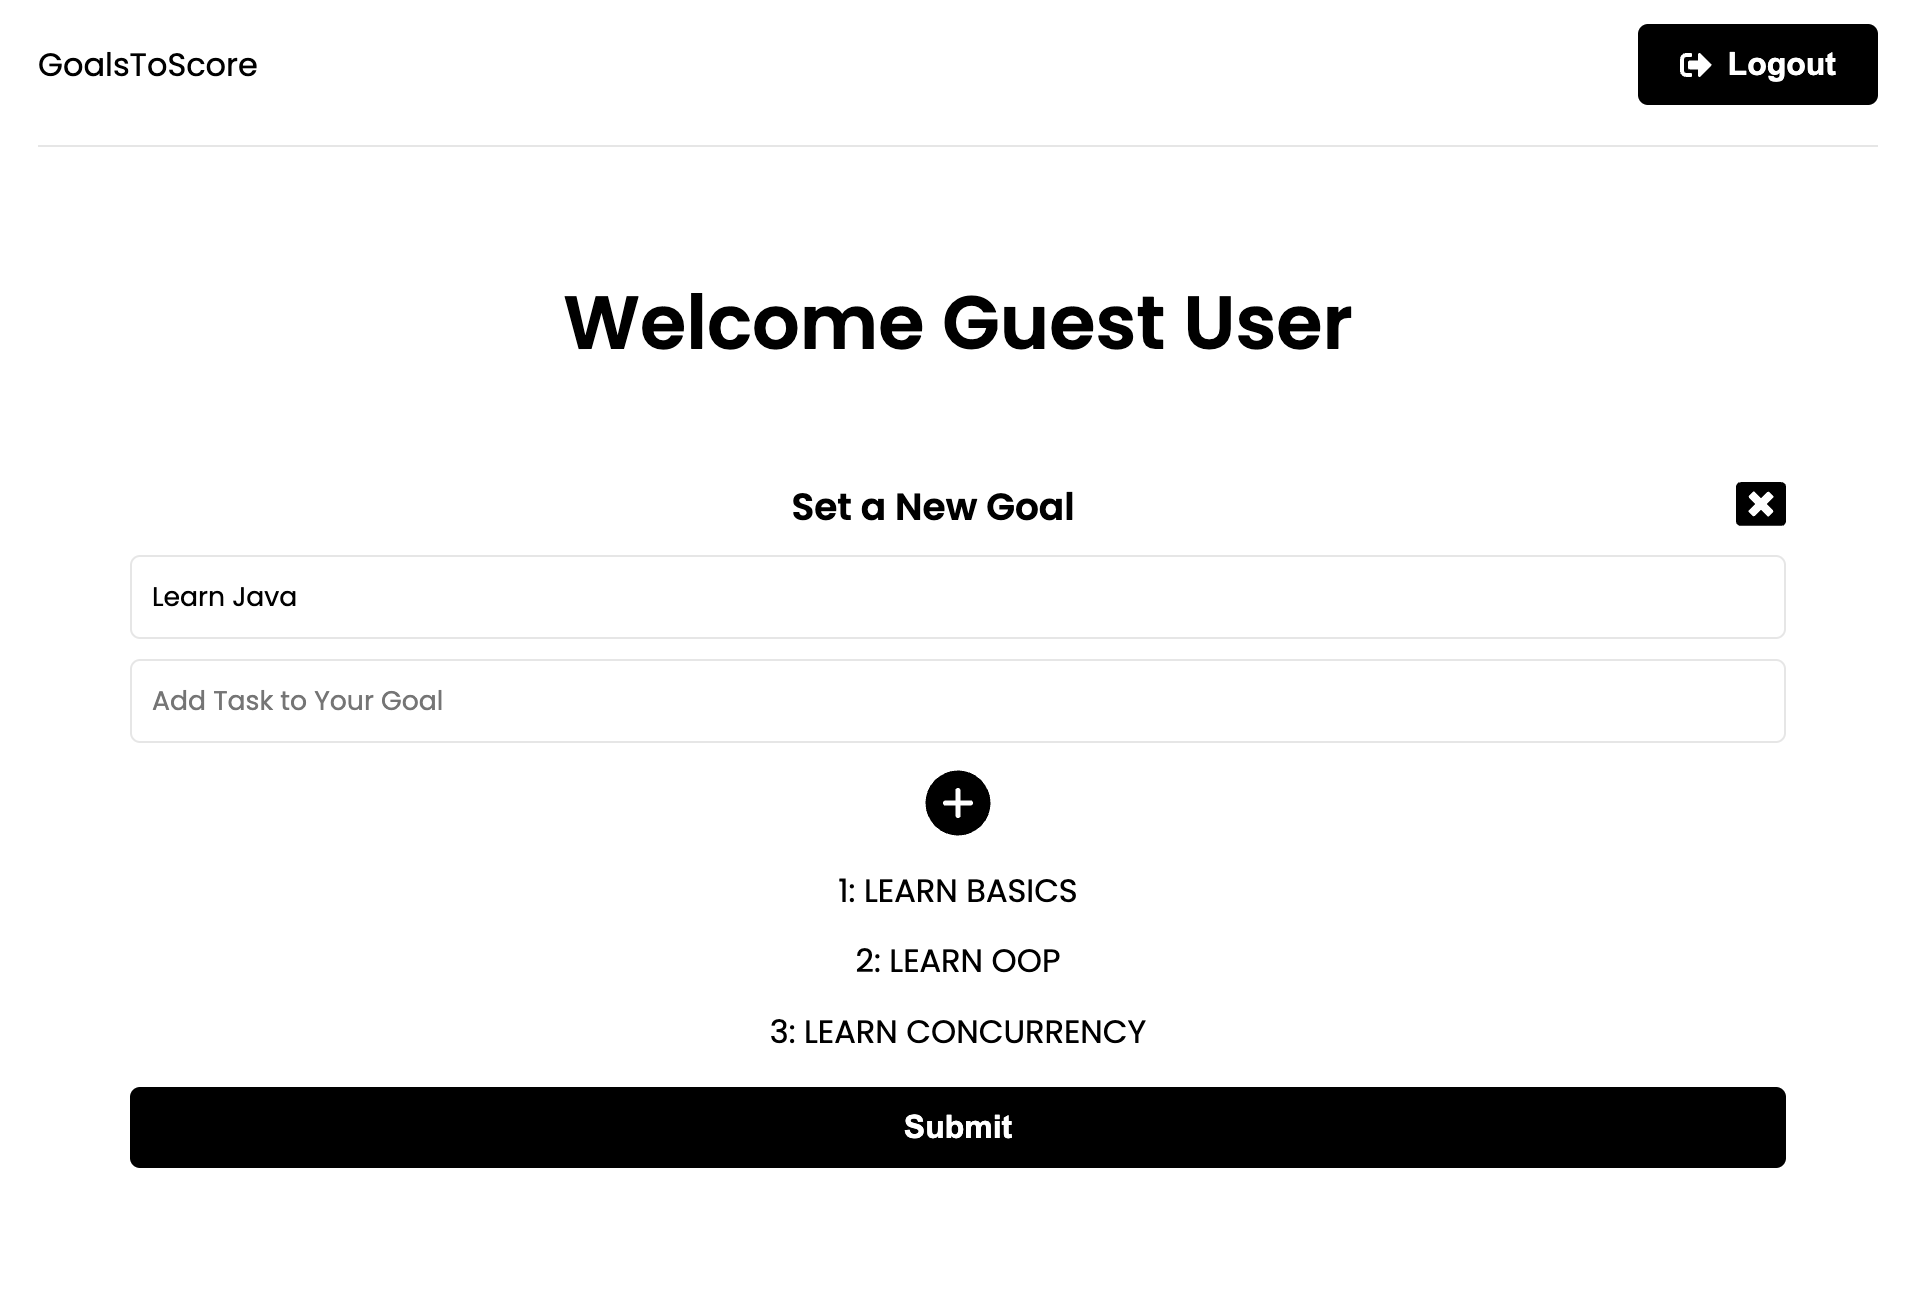 GoalsToScore
Logout
Welcome Guest User
Set a New Goal
Learn Java
Add Task to Your Goal
1: LEARN BASICS
2: LEARN OOP
3: LEARN CONCURRENCY
Submit